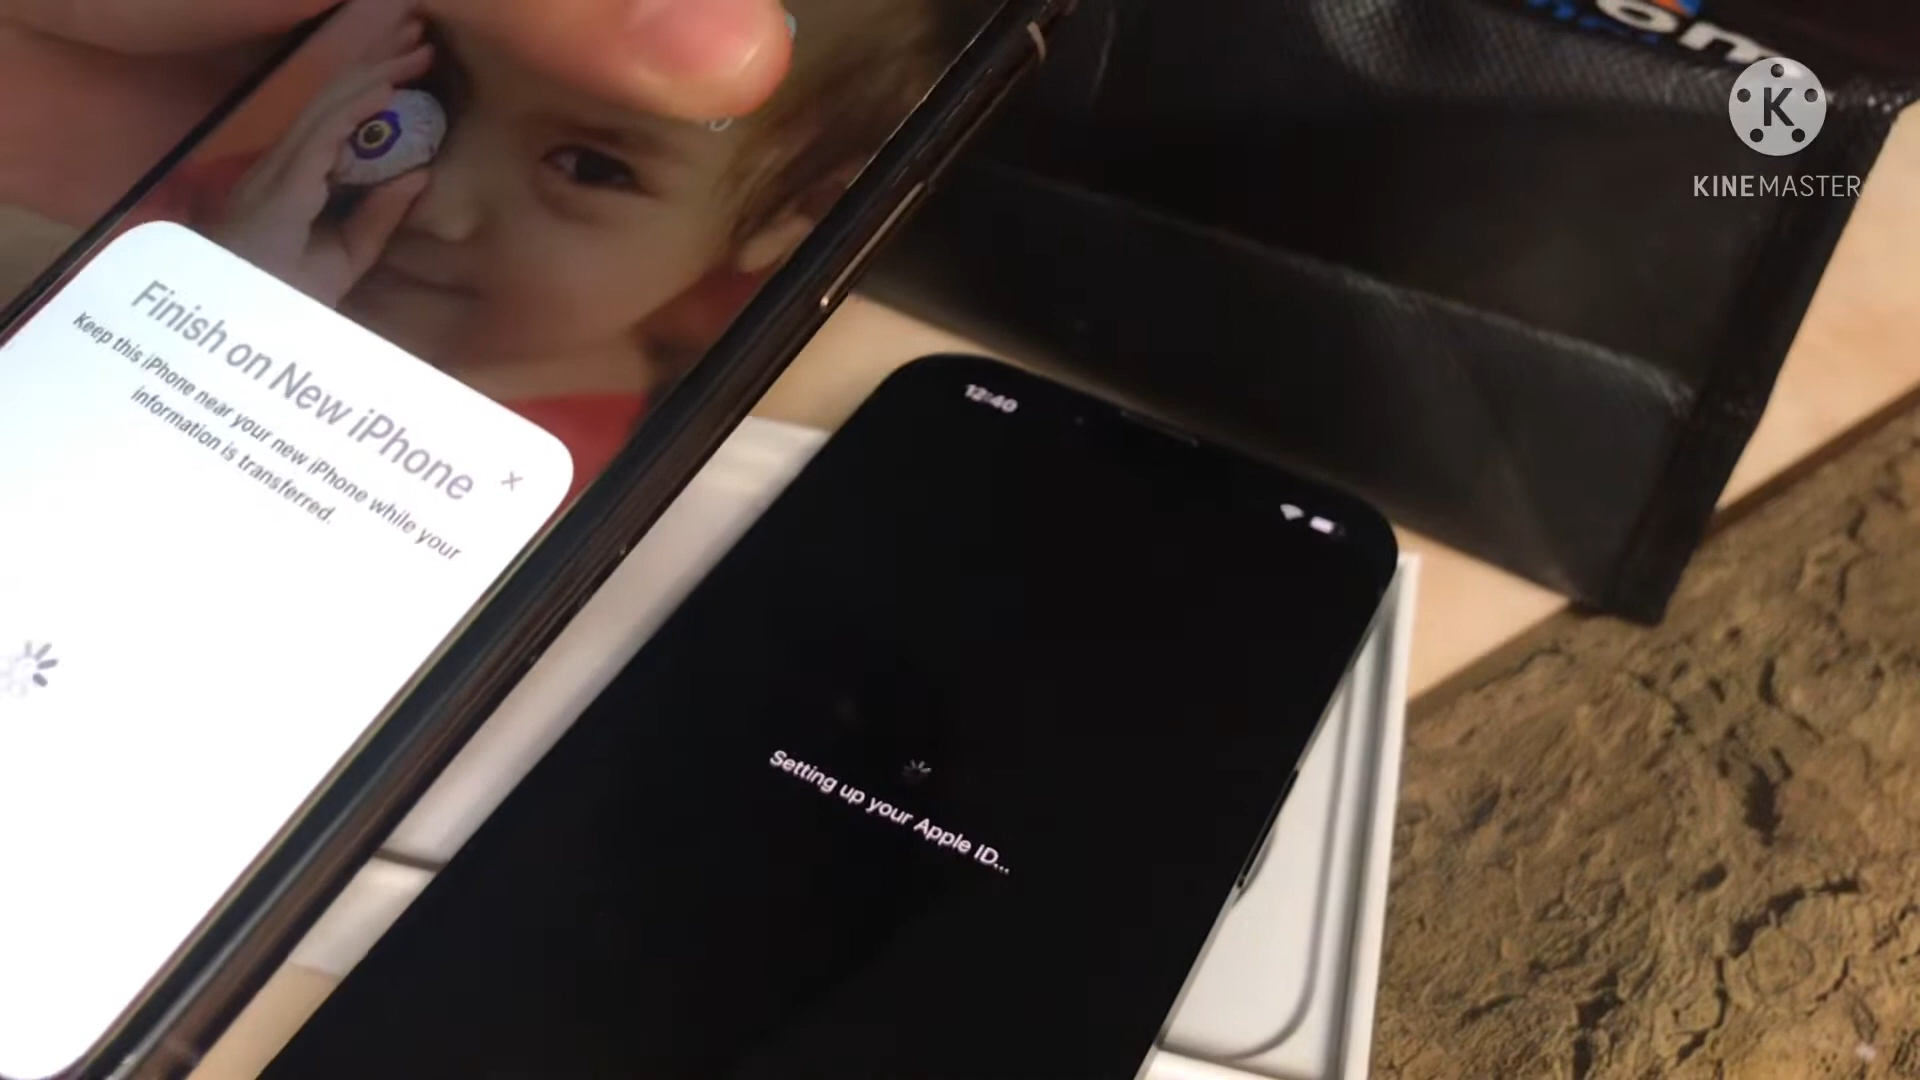 KINEMASTER
Finish on New iPhone
Keep this iPhone near your new iPhone while your
information is transferred.
12:40
Setting up your Apple ID...